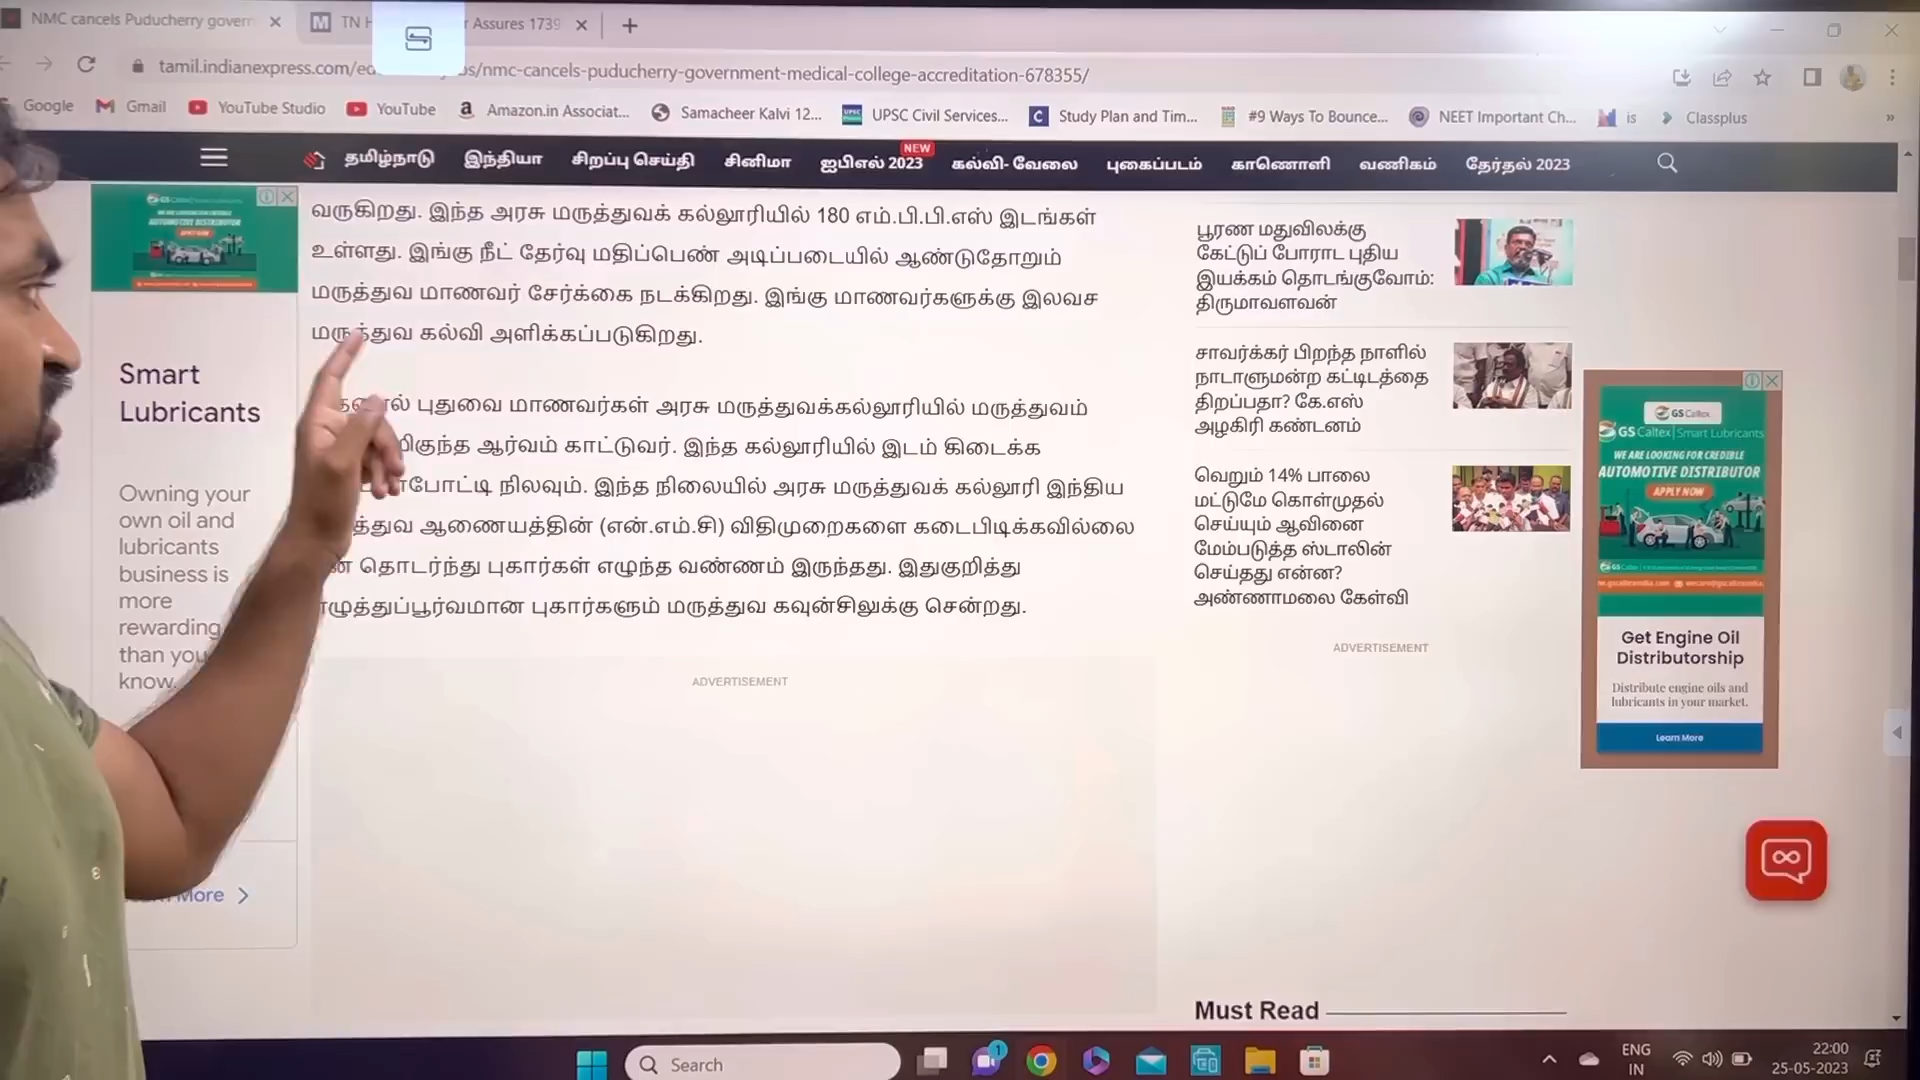 NMC cancels Puducherry govern
TN H
r Assures 1739
tamil.indianexpress.com/ed
s/nmc-cancels-puducherry-government-medical-college-accreditation-678355/
Google Gmail YouTube Studio YouTube Amazon.in Associat... Samacheer Kalvi 12... UPSC Civil Services... Study Plan and Tim... #9 Ways To Bounce... NEET Important Ch... is Classplus
NEW
தமிழ்நாடு இந்தியா சிறப்பு செய்தி சினிமா ஐபிஎல் 2023 கல்வி- வேலை புகைப்படம் காணொளி வணிகம் தேர்தல் 2023
வருகிறது. இந்த அரசு மருத்துவக் கல்லூரியில் 180 எம்.பி.பி.எஸ் இடங்கள்
உள்ளது. இங்கு நீட் தேர்வு மதிப்பெண் அடிப்படையில் ஆண்டுதோறும்
மருத்துவ மாணவர் சேர்க்கை நடக்கிறது. இங்கு மாணவர்களுக்கு இலவச
மருத்துவ கல்வி அளிக்கப்படுகிறது.
புதுவை மாணவர்கள் அரசு மருத்துவக்கல்லூரியில் மருத்துவம்
மிகுந்த ஆர்வம் காட்டுவர். இந்த கல்லூரியில் இடம் கிடைக்க
போட்டி நிலவும். இந்த நிலையில் அரசு மருத்துவக் கல்லூரி இந்திய
ஆணையத்தின் (என்.எம்.சி) விதிமுறைகளை கடைபிடிக்கவில்லை
தொடர்ந்து புகார்கள் எழுந்த வண்ணம் இருந்தது. இதுகுறித்து
புகார்களும் மருத்துவ கவுன்சிலுக்கு சென்றது.
ADVERTISEMENT
AUTOMOTIVE DISTRIBUTOR
Smart
Lubricants
Owning your
own oil and
lubricants
business is
more
rewarding
than you
know.
More
பூரண மதுவிலக்கு
கேட்டுப் போராட புதிய
இயக்கம் தொடங்குவோம்:
திருமாவளவன்
சாவர்க்கர் பிறந்த நாளில்
நாடாளுமன்ற கட்டிடத்தை
திறப்பதா? கே.எஸ்
அழகிரி கண்டனம்
வெறும் 14% பாலை
மட்டுமே கொள்முதல்
செய்யும் ஆவினை
மேம்படுத்த ஸ்டாலின்
செய்தது என்ன?
அண்ணாமலை கேள்வி
ADVERTISEMENT
GS Caltex
GS Caltex | Smart Lubricants
WE ARE LOOKING FOR CREDIBLE
AUTOMOTIVE DISTRIBUTOR
APPLY NOW
Get Engine Oil
Distributorship
Distribute engine oils and
lubricants in your market.
Learn More
Must Read
Search
1
ENG
IN
22:00
25-05-2023